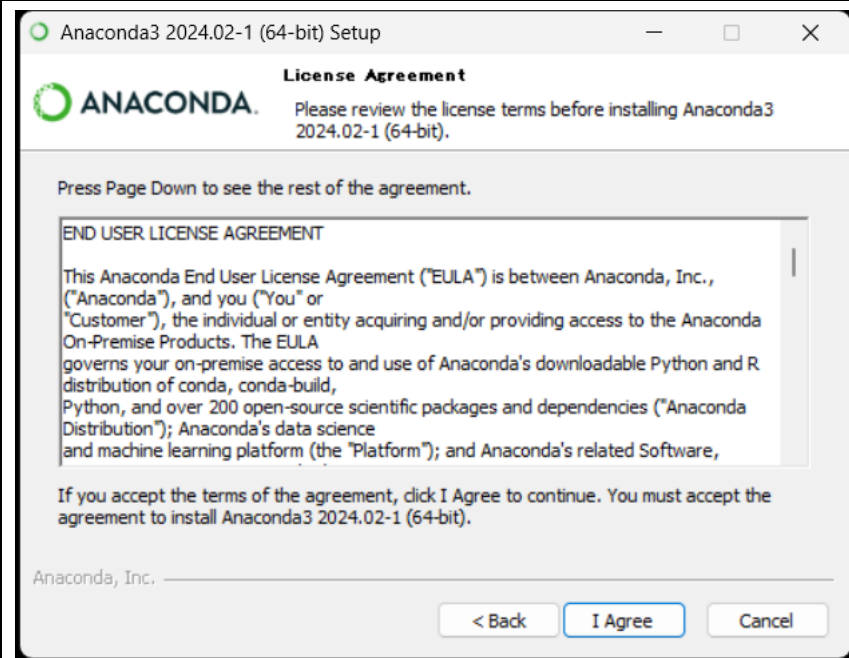 Anaconda3 2024.02-1 (64-bit) Setup
ANACONDA.
License Agreement
Please review the license terms before installing Anaconda3
2024.02-1 (64-bit).
Press Page Down to see the rest of the agreement.
END USER LICENSE AGREEMENT
This Anaconda End User License Agreement ("EULA") is between Anaconda, Inc.,
("Anaconda"), and you ("You" or
"Customer"), the individual or entity acquiring and/or providing access to the Anaconda
On-Premise Products. The EULA
governs your on-premise access to and use of Anaconda's downloadable Python and R
distribution of conda, conda-build,
Python, and over 200 open-source scientific packages and dependencies ("Anaconda
Distribution"); Anaconda's data science
and machine learning platform (the "Platform"); and Anaconda's related Software,
If you accept the terms of the agreement, click I Agree to continue. You must accept the
agreement to install Anaconda3 2024.02-1 (64-bit).
Anaconda, Inc.
< Back
I Agree
Cancel